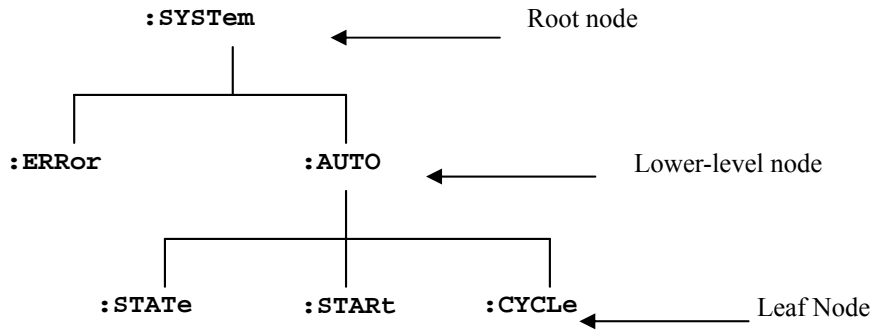 :SYSTem
Root node
:ERRor
:AUTO
Lower-level node
:STATe
:STARt
:CYCLe
Leaf Node